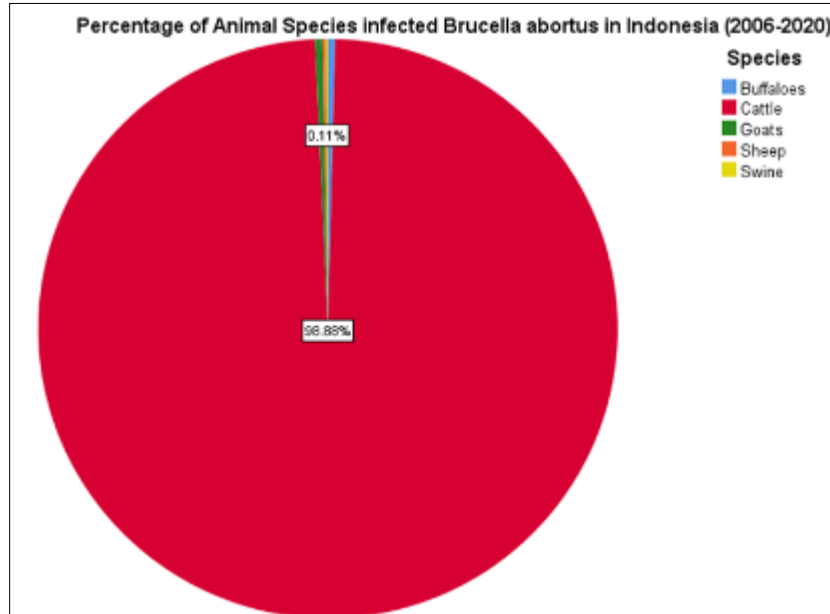 Percentage of Animal Species infected Brucella abortus in Indonesia (2006-2020)
Species
Buffaloes
Cattle
Goats
Sheep
Swine
0.11%
98.88%